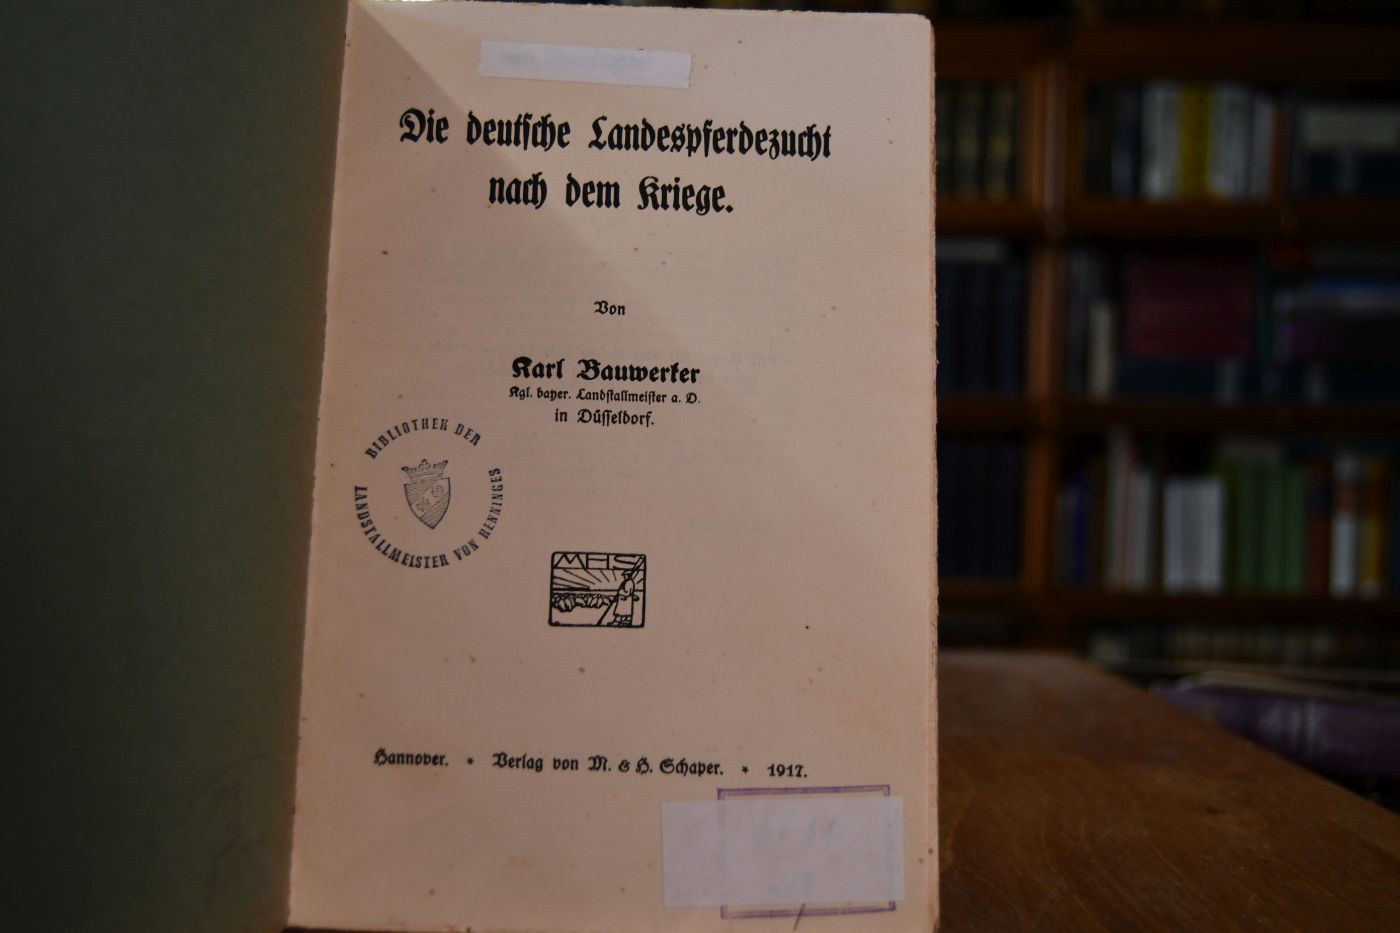 Die deutsche Landespferdezucht
nach dem Kriege.
Von
Karl Bauwerker
Kgl. bayer. Landstallmeister a. D.
in Düsseldorf.
BIBLIOTHEK DER
LANDSTALLMEISTER VON HENNINGES
MHS
Hannover. * Verlag von M. & H. Schaper. * 1917.